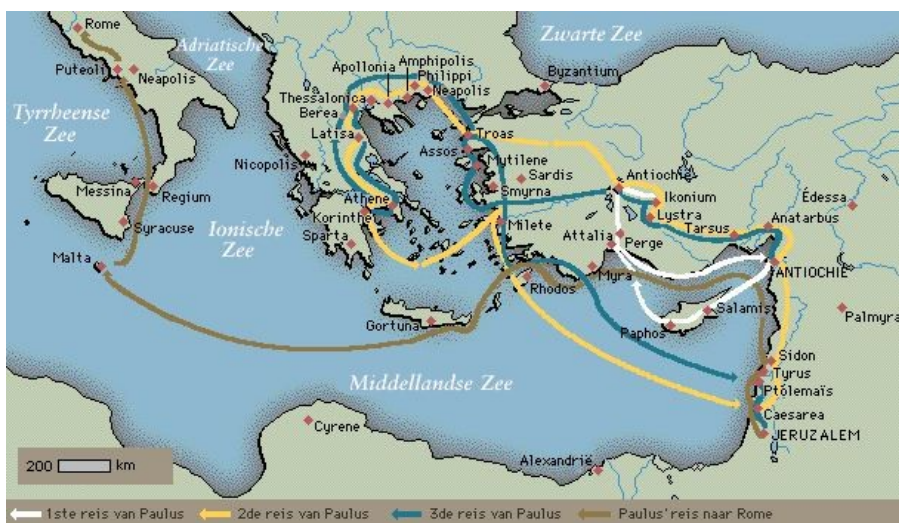 Rome
Adriatische
Zee
Zwarte Zee
Puteoli
Neapolis
Apollonia
Amphipolis
Philippi
Neapolis
Byzantium
Thessalonica
Berea
Tyrrheense
Zee
Latisa
Troas
Assos
Nicopolis
Mytilene
Sardis
Antiochie
Édessa
Messina
Regium
Smyrna
Ikonium
Lystra
Athene
Korinthe
Ionische
Zee
Milete
Tarsus
Anatarbus
Syracuse
Sparta
Attalia
Perge
Malta
Rhodos
Myra
ANTIOCHIE
Gortuna
Salamis
Paphos
Palmyra
Sidon
Tyrus
Middellandse Zee
Ptolemaïs
Caesarea
Cyrene
JERUZALEM
200 km
Alexandrië
1ste reis van Paulus
2de reis van Paulus
3de reis van Paulus
Paulus' reis naar Rome